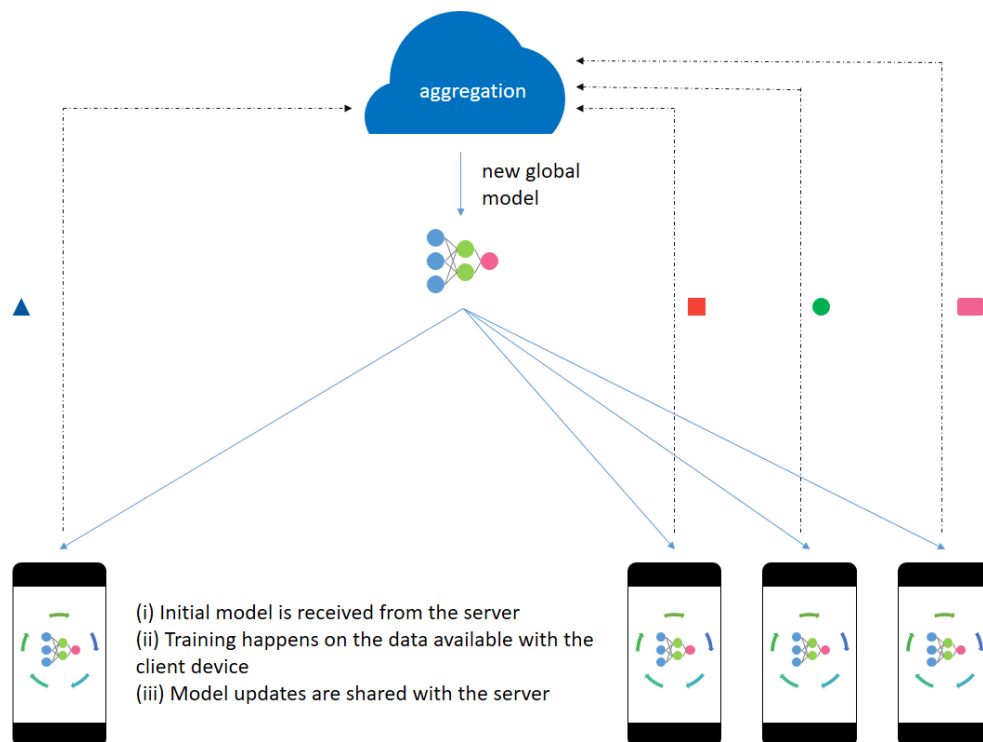 aggregation
new global
model
(i) Initial model is received from the server
(ii) Training happens on the data available with the
client device
(iii) Model updates are shared with the server